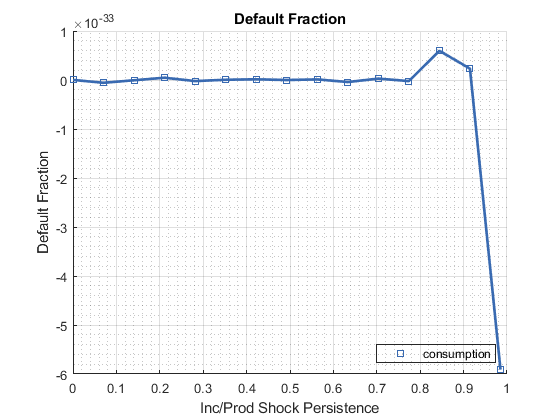 Default Fraction
×10-33
1
0
-1
-2
-3
-4
-5
-6
Default Fraction
0 0.1 0.2 0.3 0.4 0.5 0.6 0.7 0.8 0.9 1
Inc/Prod Shock Persistence
consumption